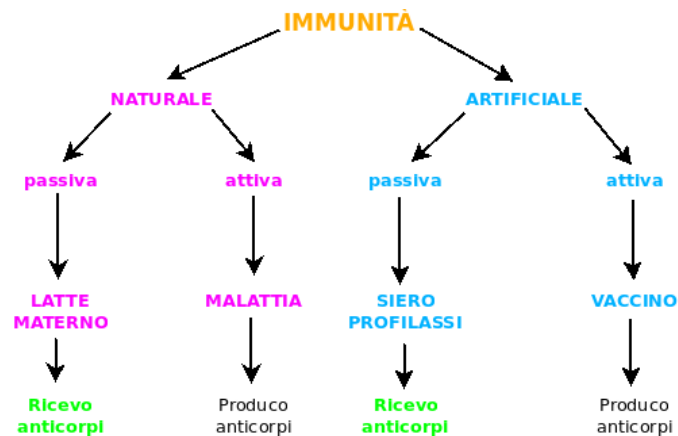 IMMUNITÀ
NATURALE
ARTIFICIALE
passiva
attiva
passiva
attiva
LATTE
MATERNO
MALATTIA
SIERO
PROFILASSI
VACCINO
Ricevo
anticorpi
Produco
anticorpi
Ricevo
anticorpi
Produco
anticorpi